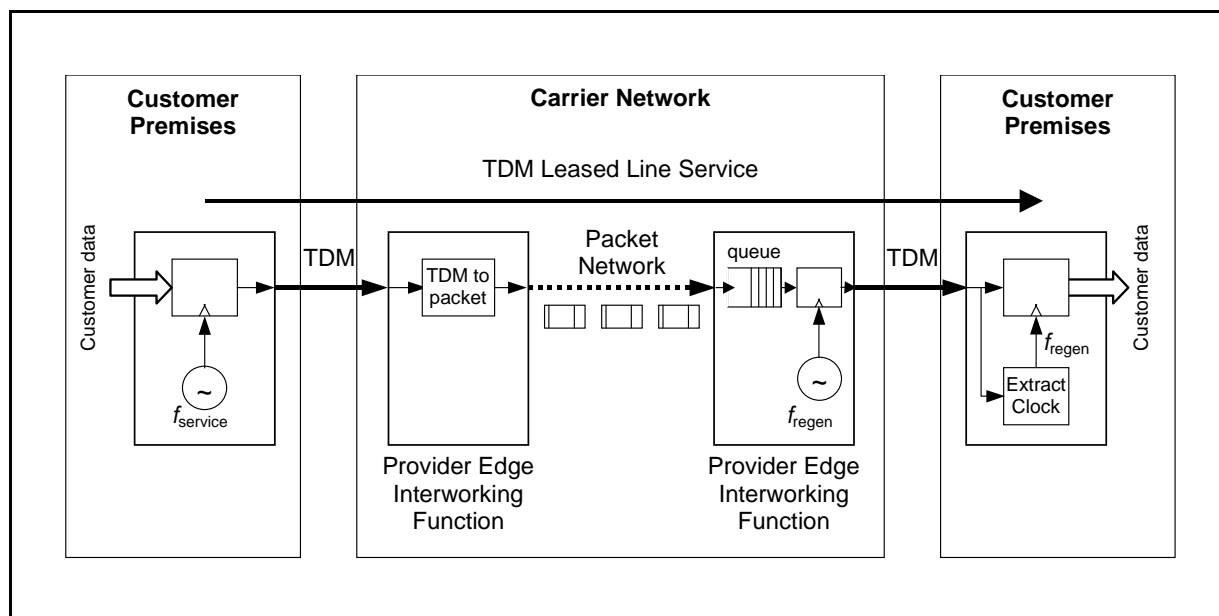 Customer
Premises
Carrier Network
Customer
Premises
TDM Leased Line Service
Customer data
TDM
TDM to
packet
Packet
Network
queue
TDM
Customer data
~
fservice
~
fregen
fregen
Extract
Clock
Provider Edge
Interworking
Function
Provider Edge
Interworking
Function